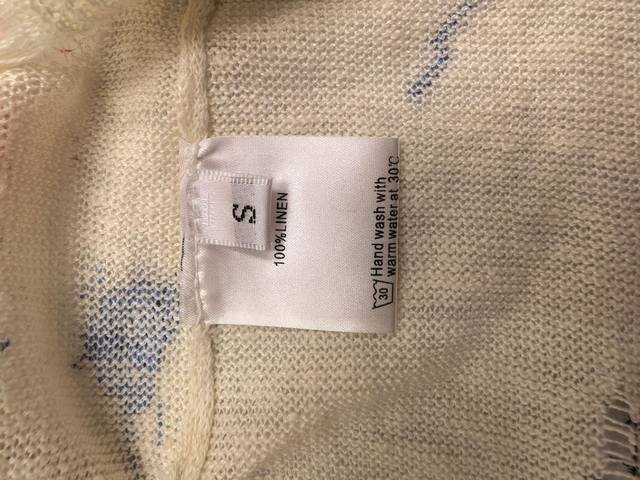 S
100%LINEN
30
Hand wash with
warm water at 30℃